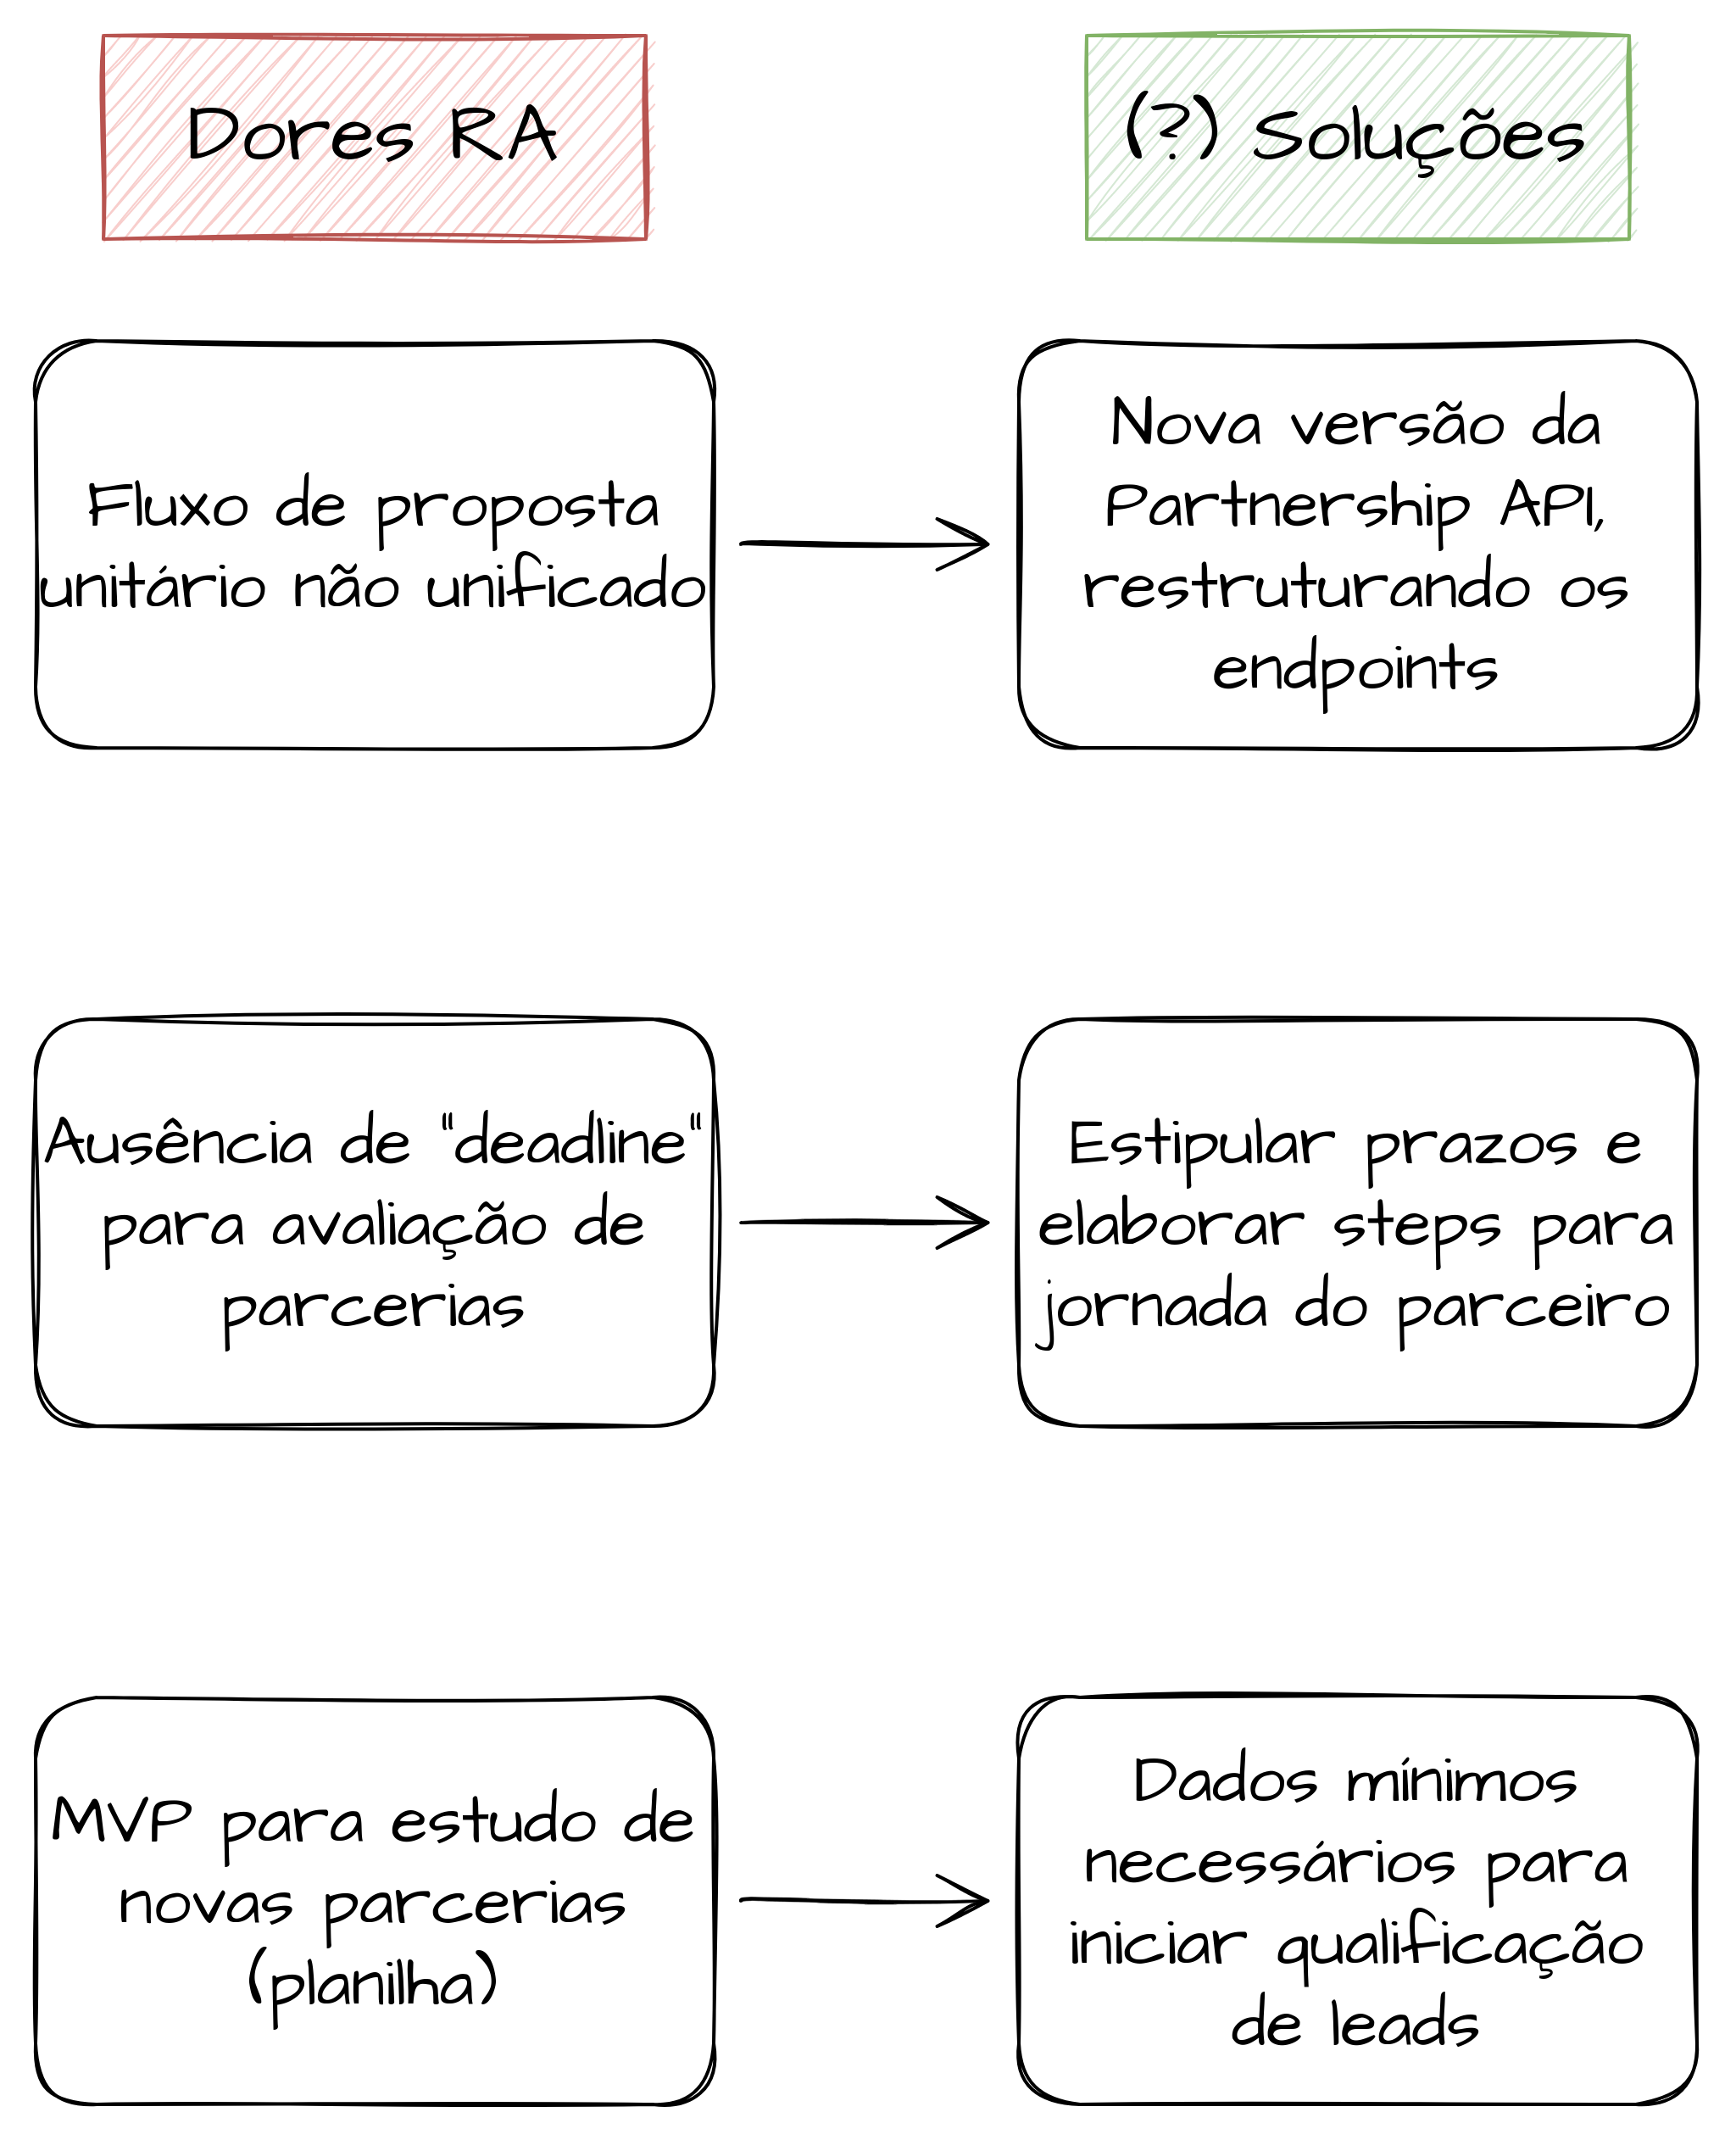 Dores RA
(?) Soluções
Fluxo de proposta
unitário não unificado
Nova versão da
Partnership API,
restruturando os
endpoints
Ausência de "deadline"
para avaliação de
parcerias
Estipular prazos e
elaborar steps para
jornada do parceiro
MVP para estudo de
novas parcerias
(planilha)
Dados mínimos
necessários para
iniciar qualificação
de leads